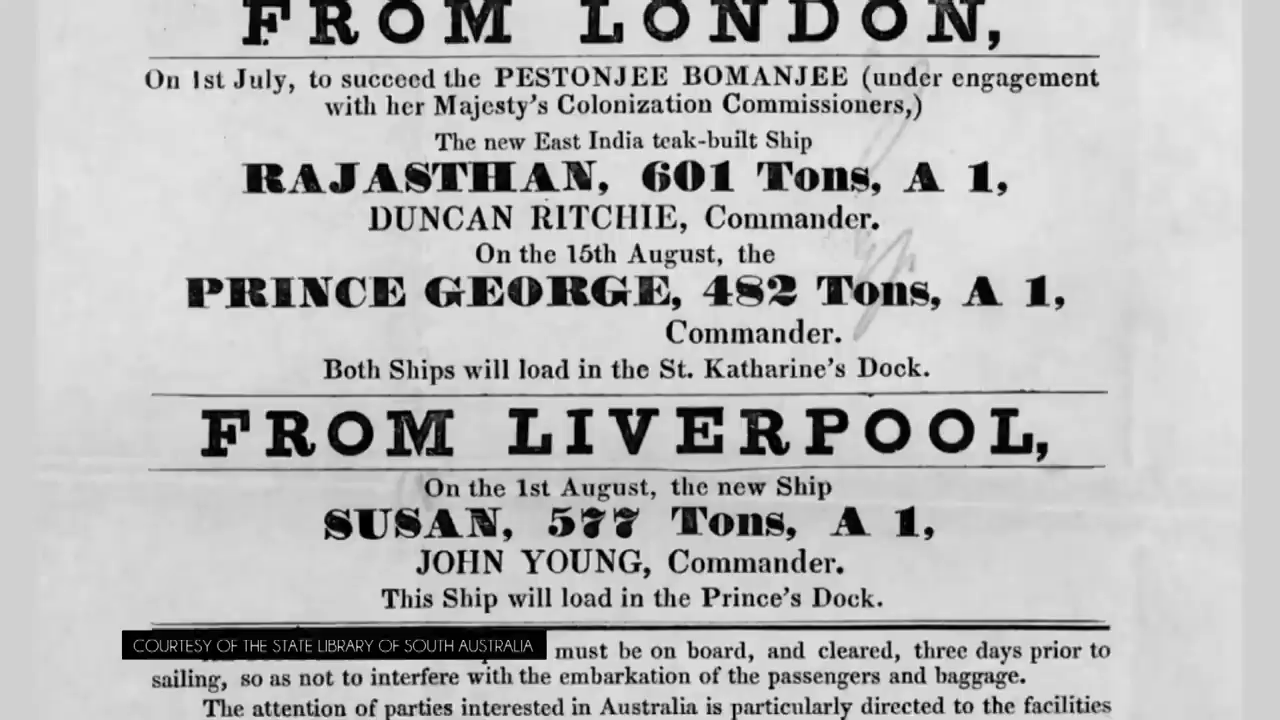 FROM LONDON,
On 1st July, to succeed the PESTONJEE BOMANJEE (under engagement
with her Majesty's Colonization Commissioners,)
The new East India teak-built Ship
RAJASTHAN, 601 Tons, A 1,
DUNCAN RITCHIE, Commander.
On the 15th August, the
PRINCE GEORGE, 482 Tons, A 1,
Commander.
Both Ships will load in the St. Katharine's Dock.
FROM LIVERPOOL,
On the 1st August, the new Ship
SUSAN, 577 Tons, A 1,
JOHN YOUNG, Commander.
This Ship will load in the Prince's Dock.
COURTESY OF THE STATE LIBRARY OF SOUTH AUSTRALIA
must be on board, and cleared, three days prior to
sailing, so as not to interfere with the embarkation of the passengers and baggage.
The attention of parties interested in Australia is particularly directed to the facilities